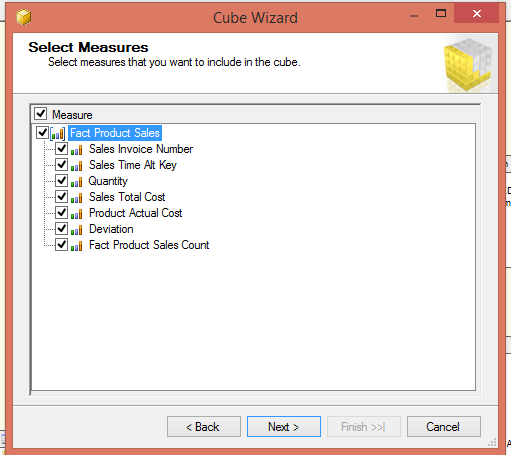 Cube Wizard
Select Measures
Select measures that you want to include in the cube.
Measure
Fact Product Sales
Sales Invoice Number
Sales Time Alt Key
Quantity
Sales Total Cost
Product Actual Cost
Deviation
Fact Product Sales Count
< Back
Next >
Finish >>|
Cancel